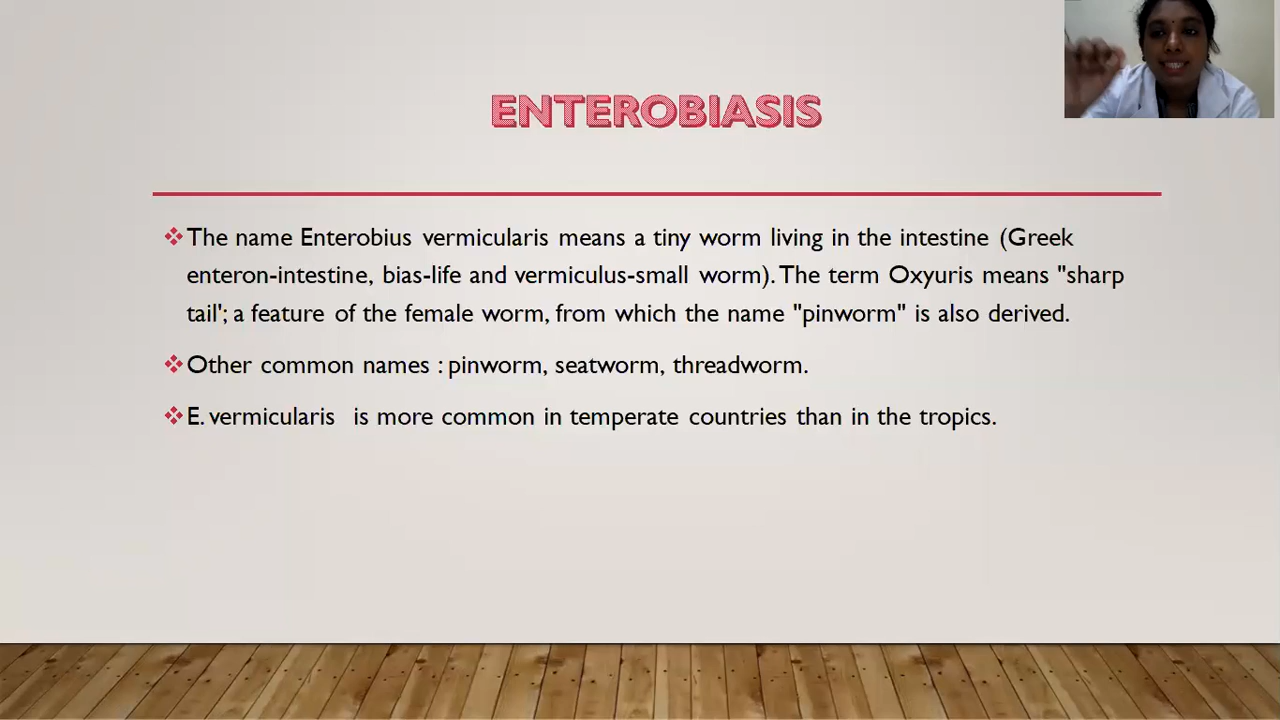 ENTEROBIASIS
The name Enterobius vermicularis means a tiny worm living in the intestine (Greek
enteron-intestine, bias-life and vermiculus-small worm). The term Oxyuris means "sharp
tail'; a feature of the female worm, from which the name "pinworm" is also derived.
Other common names : pinworm, seatworm, threadworm.
E. vermicularis is more common in temperate countries than in the tropics.